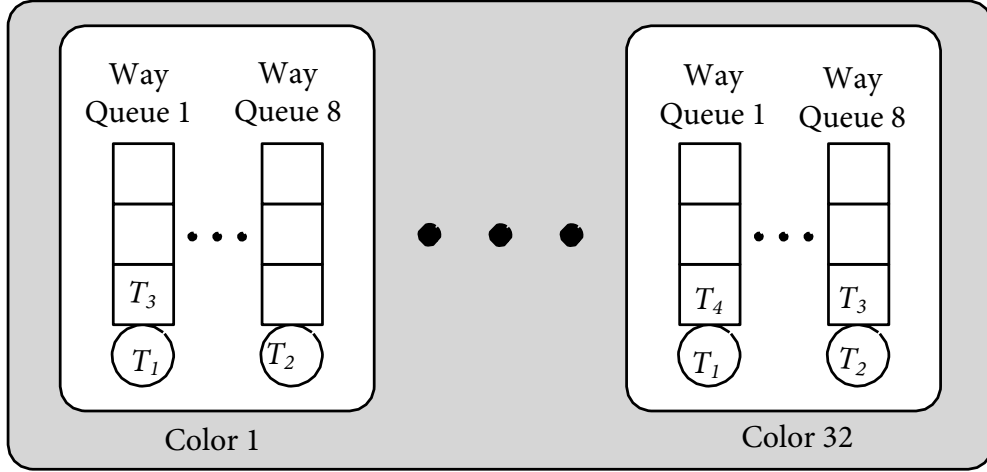 Way
Queue 1
Way
Queue 8
T3
T1
T2
Color 1
Way
Queue 1
Way
Queue 8
T4
T3
T1
T2
Color 32